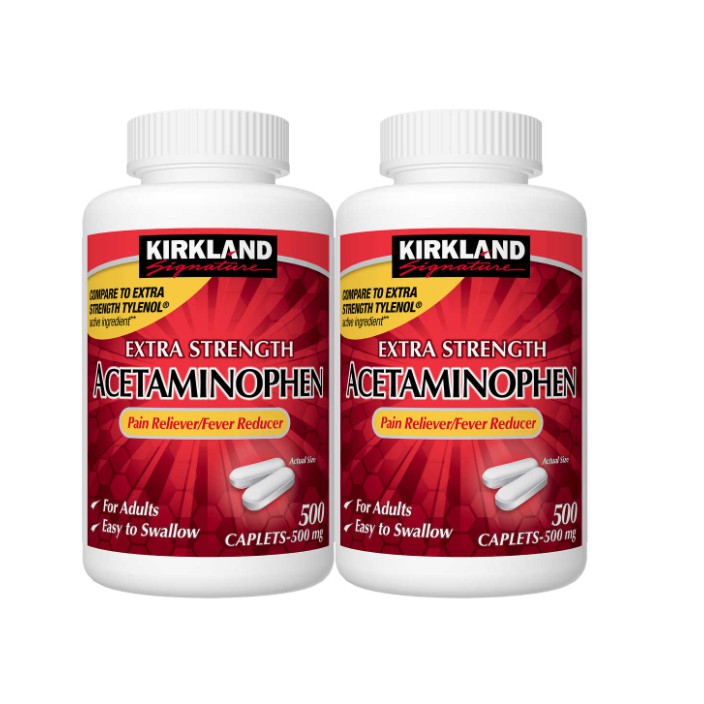 KIRKLAND
Signature
COMPARE TO EXTRA
STRENGTH TYLENOL®
active ingredient**
EXTRA STRENGTH
ACETAMINOPHEN
Pain Reliever/Fever Reducer
Actual Size
For Adults
Easy to Swallow
500
CAPLETS-500 mg
KIRKLAND
Signature
COMPARE TO EXTRA
STRENGTH TYLENOL®
active ingredient**
EXTRA STRENGTH
ACETAMINOPHEN
Pain Reliever/Fever Reducer
Actual Size
For Adults
Easy to Swallow
500
CAPLETS-500 mg